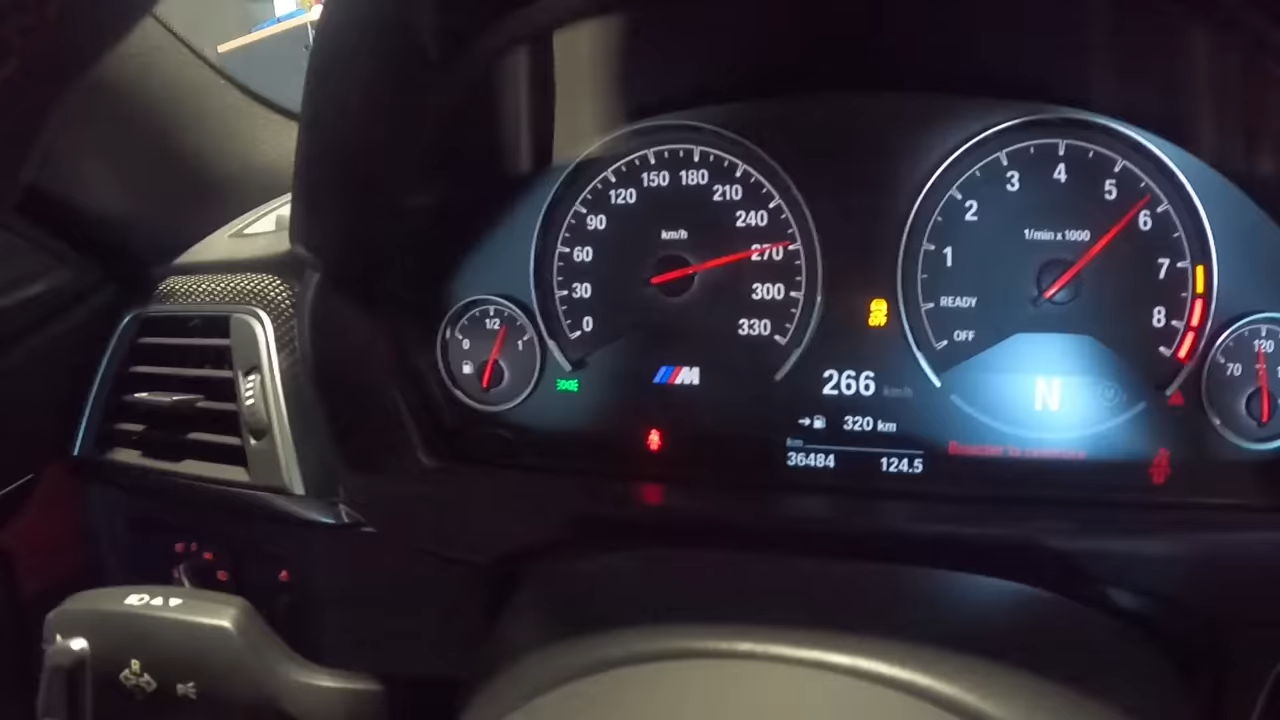 0
30
60
90
120
150
180
210
240
270
300
330
km/h
0
1/2
1
M
OFF
266 km/h
320 km
km
36484 124.5
OFF
READY
1
2
3
4
5
6
7
8
1/min x 1000
N
70
120